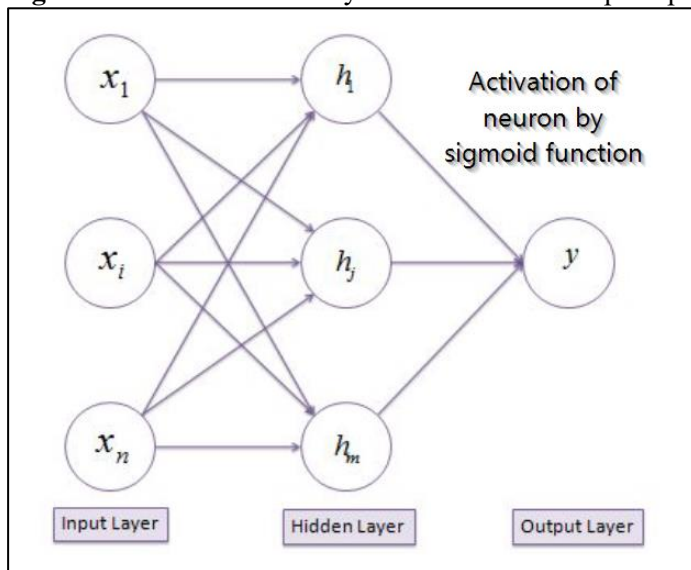 x₁
h₁
Activation of
neuron by
sigmoid function
xᵢ
hⱼ
y
xₙ
hₘ
Input Layer
Hidden Layer
Output Layer